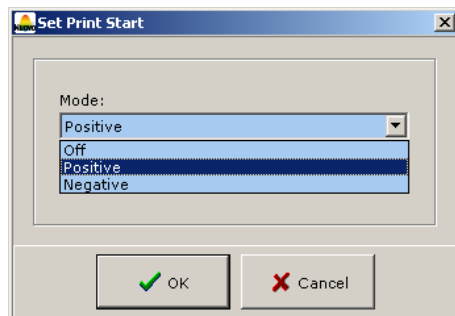 Set Print Start
Mode:
Positive
Off
Positive
Negative
OK
Cancel